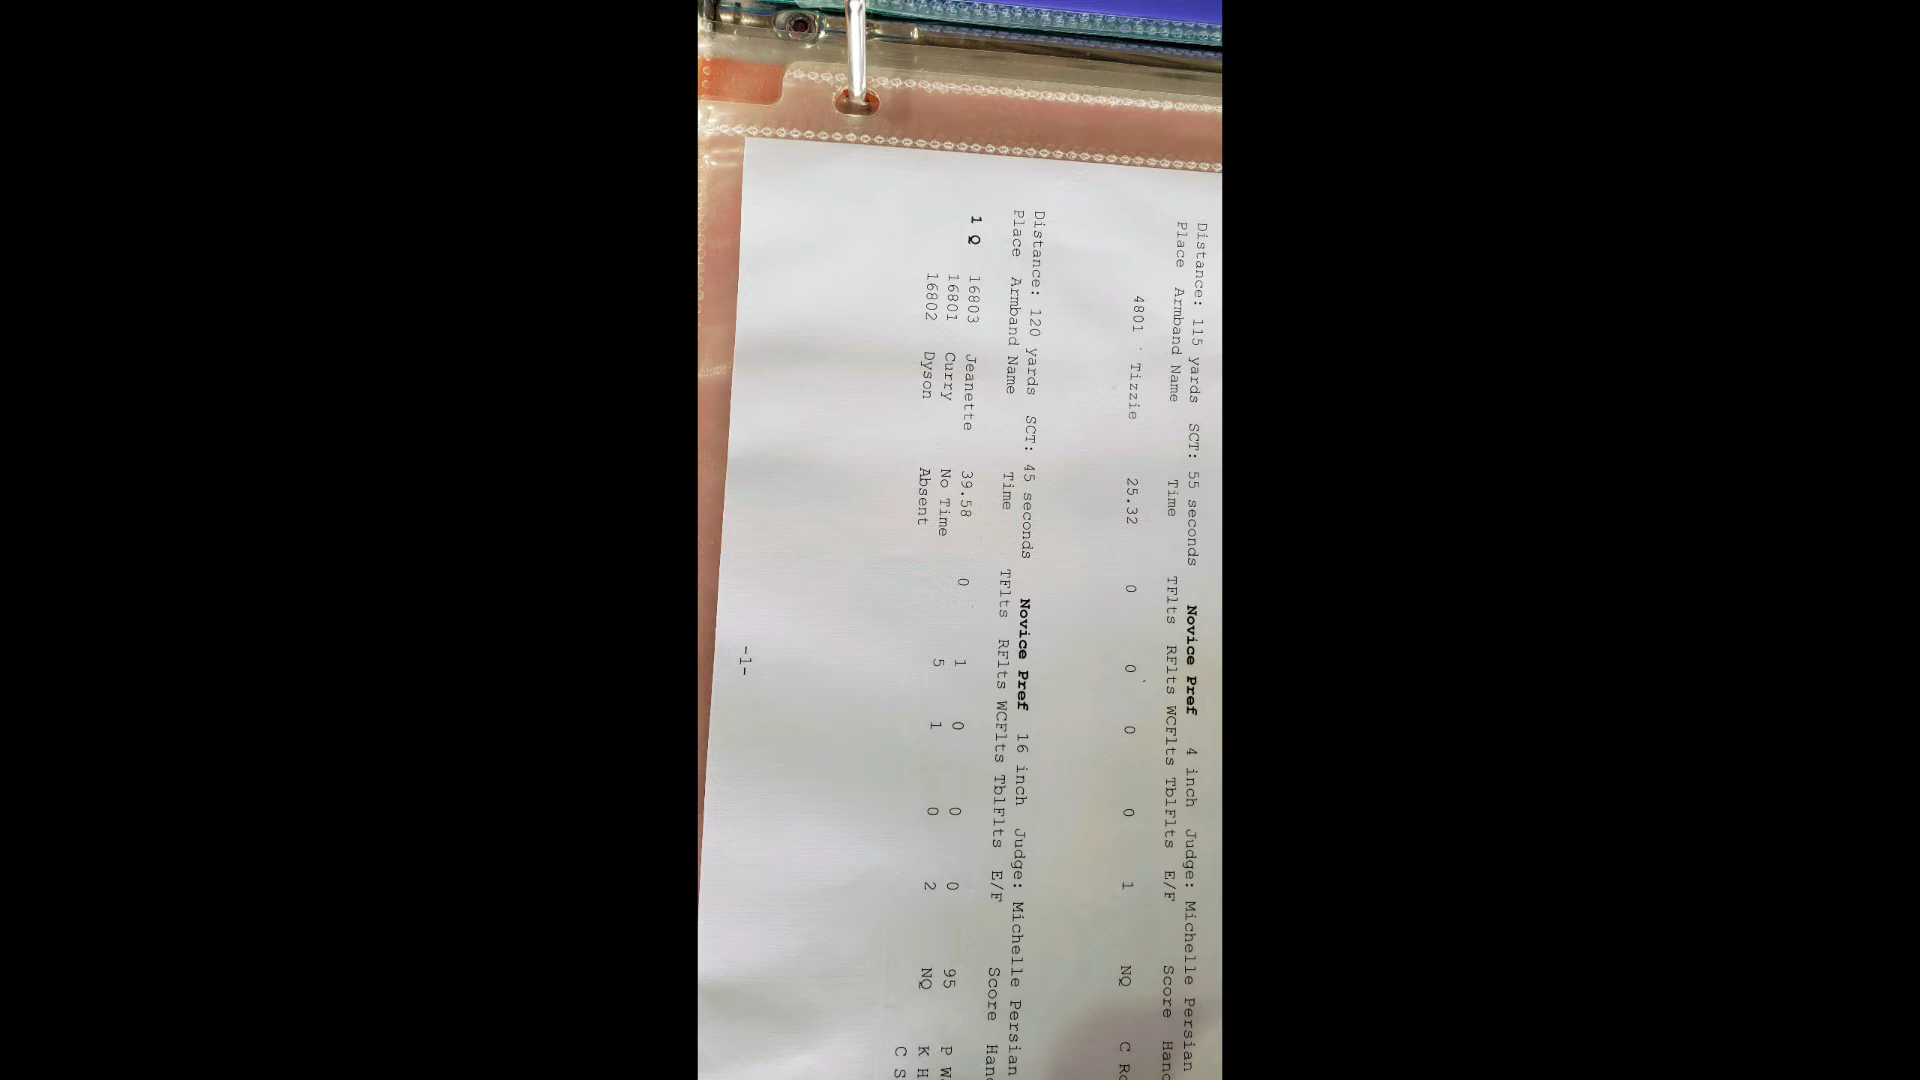 Distance: 115 yards SCT: 55 seconds Novice Pref 4 inch Judge: Michelle Persian
Place Armband Name Time TFlts RFlts WCFlts TblFlts E/F Score Hand
4801 Tizzie 25.32 0 0 0 0 1 NQ C Ro
Distance: 120 yards SCT: 45 seconds Novice Pref 16 inch Judge: Michelle Persian
Place Armband Name Time TFlts RFlts WCFlts TblFlts E/F Score Hand
1 Q 16803 Jeanette 39.58 0 1 0 0 0 95 P W
16801 Curry No Time 5 1 0 2 NQ K H
16802 Dyson Absent C S
-1-